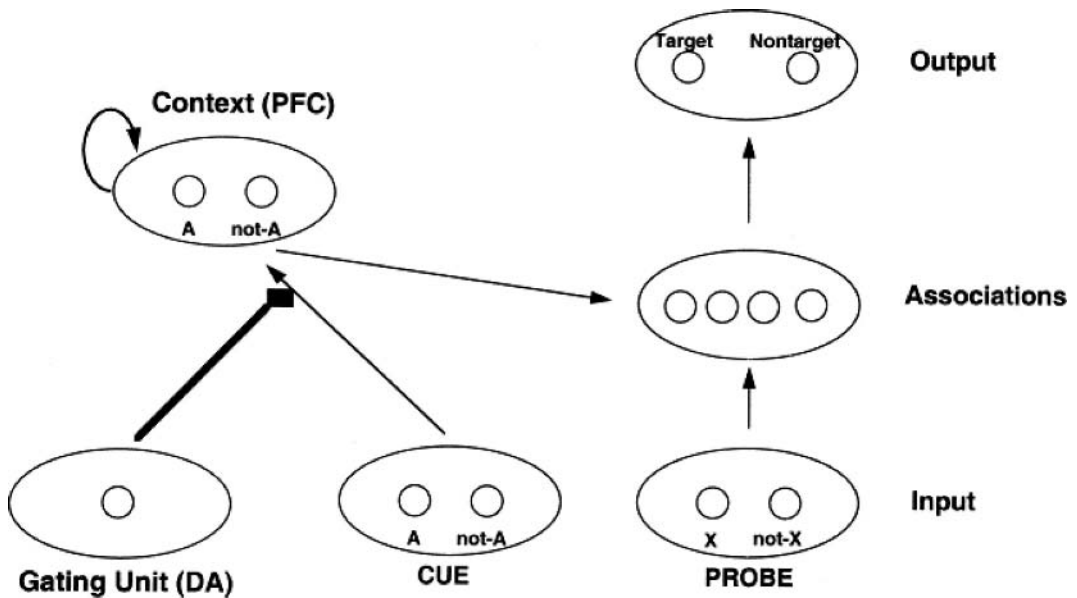 Target Nontarget
Output
Context (PFC)
A not-A
Associations
A not-A
X not-X
Input
Gating Unit (DA)
CUE
PROBE